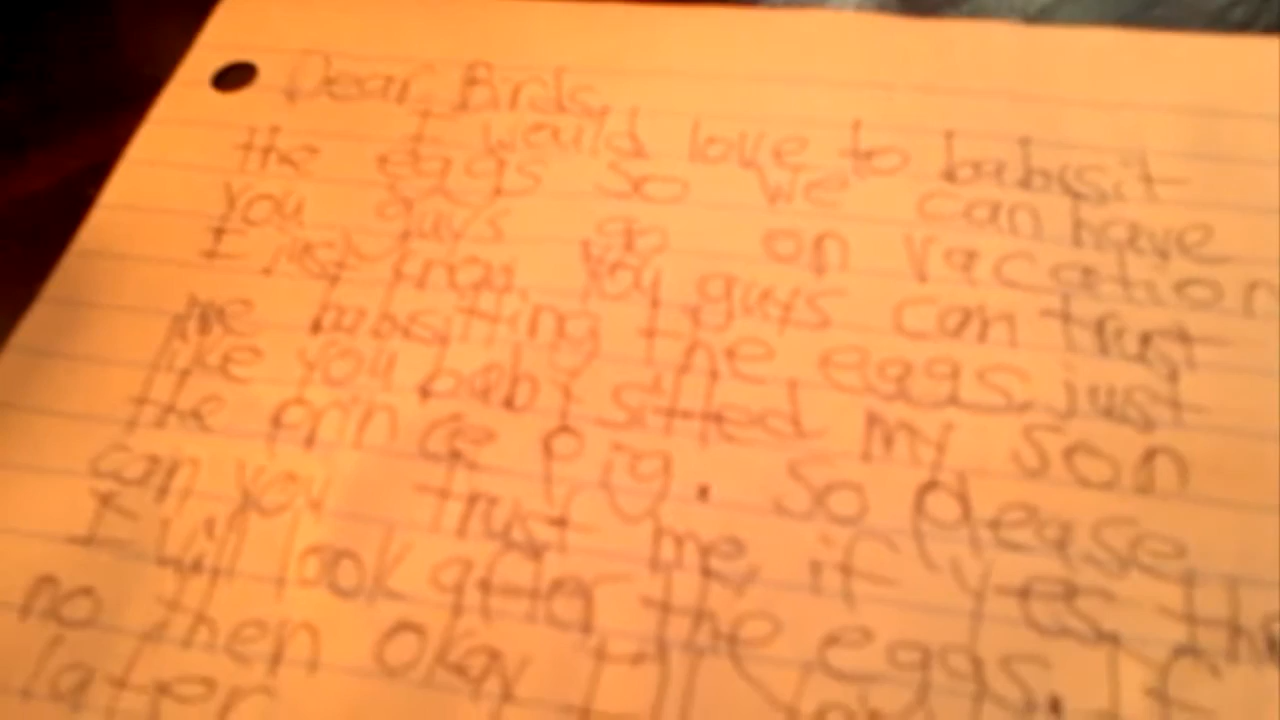 Dear Birds,
I would love to babysit
the eggs so we can have
you guys go on vacation
I just know. You guys can trust
me babysitting the eggs just
like you babysitted my son
the prince pig. So please
can you trust me, if yes the
I will look after the eggs. If
no then okay
later